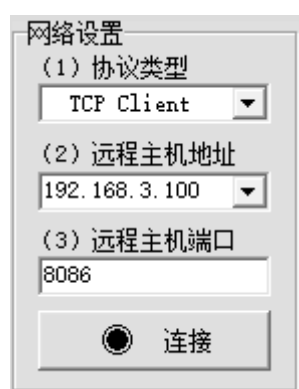 网络设置
(1) 协议类型
TCP Client
(2) 远程主机地址
192.168.3.100
(3) 远程主机端口
8086
连接